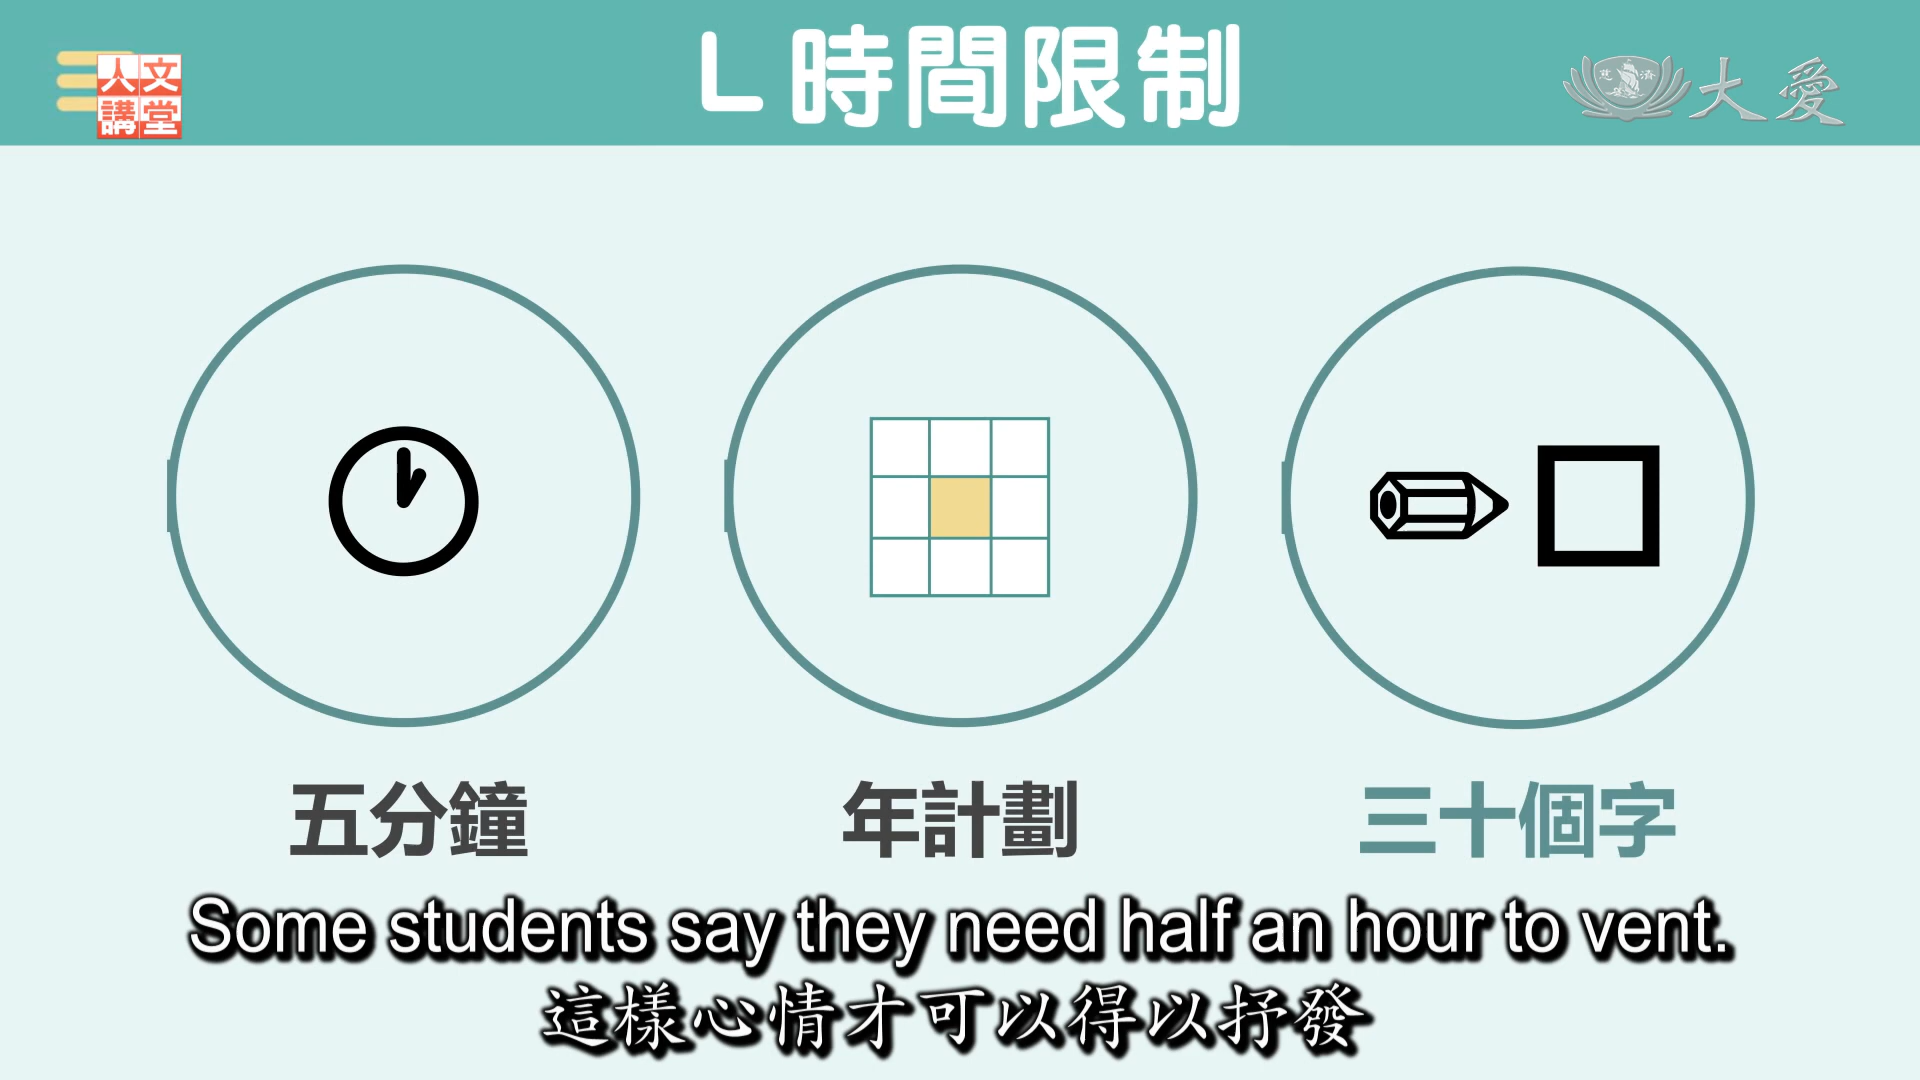 L 時間限制
人文
講堂
慈濟
大愛
五分鐘
年計劃
三十個字
Some students say they need half an hour to vent.
這樣心情才可以得以抒發